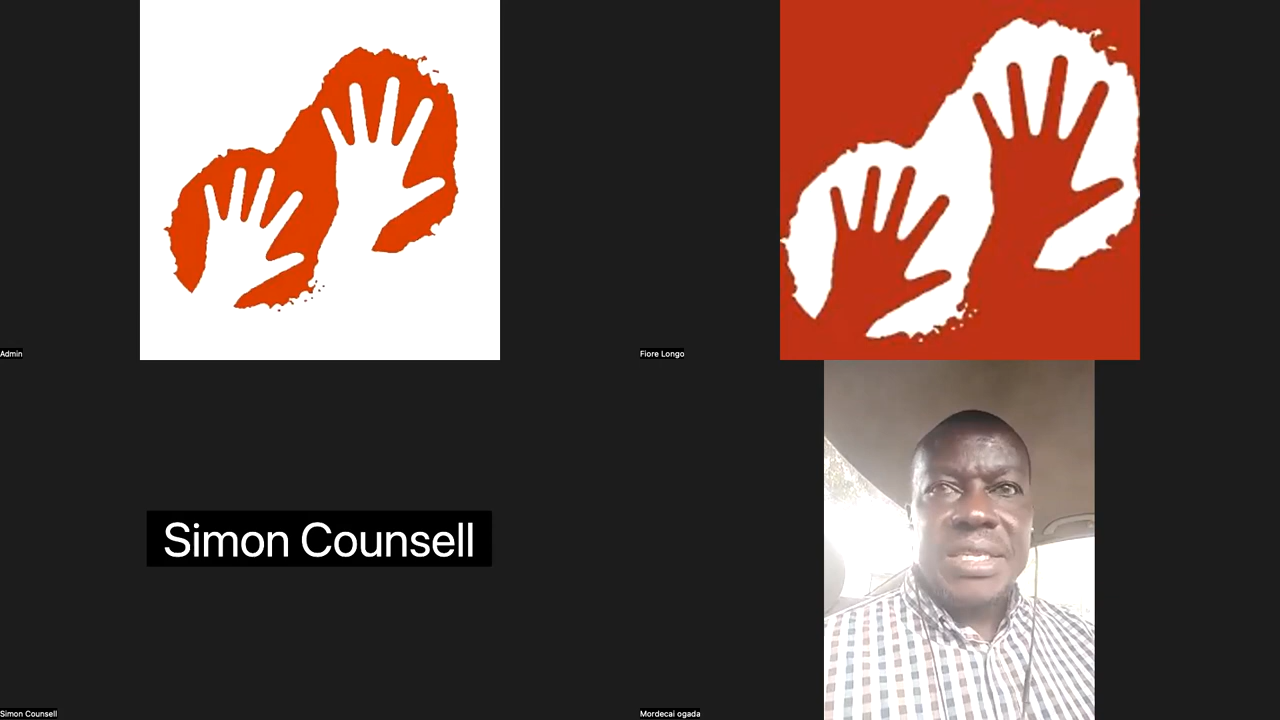 Admin
Fiore Longo
Simon Counsell
Simon Counsell
Mordecai ogada